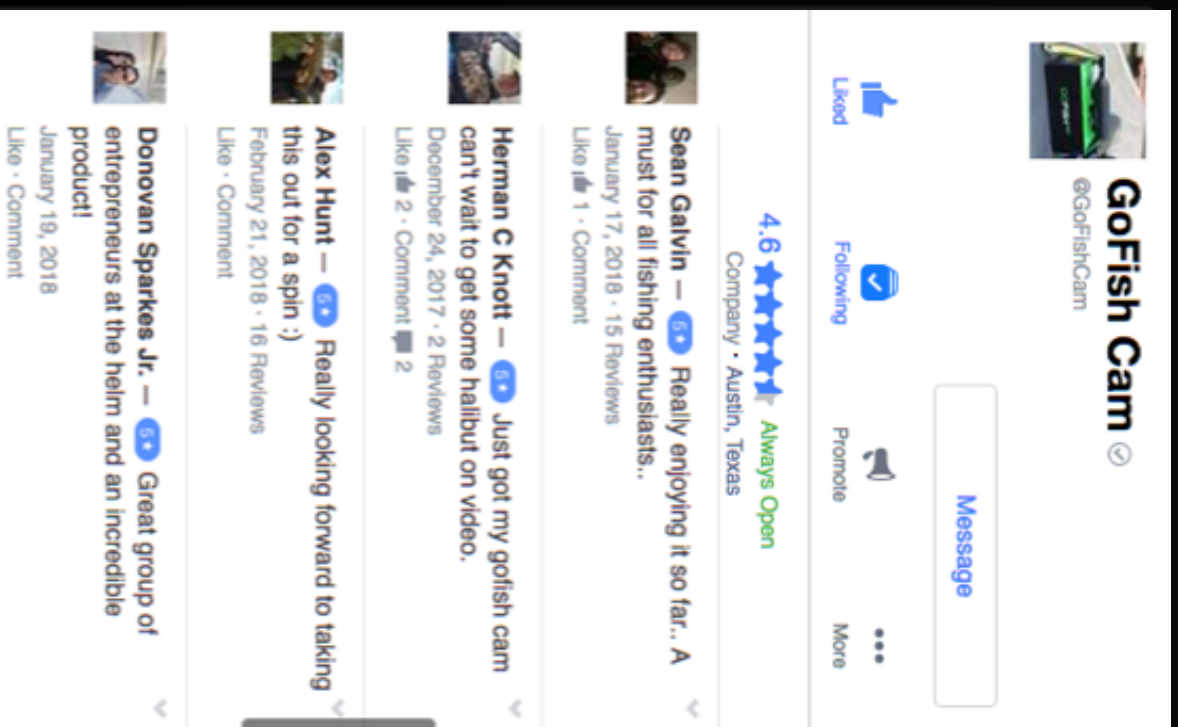 GoFish Cam
@GoFishCam
Message
Liked Following Promote More
4.6 Always Open
Company · Austin, Texas
Sean Galvin — 5★ Really enjoying it so far.. A
must for all fishing enthusiasts..
January 17, 2018 · 15 Reviews
Like 1 · Comment
Herman C Knott — 5★ Just got my gofish cam
can't wait to get some halibut on video.
December 24, 2017 · 2 Reviews
Like 2 · Comment 2
Alex Hunt — 5★ Really looking forward to taking
this out for a spin :)
February 21, 2018 · 16 Reviews
Like · Comment
Donovan Sparkes Jr. — 5★ Great group of
entrepreneurs at the helm and an incredible
product!
January 19, 2018
Like · Comment